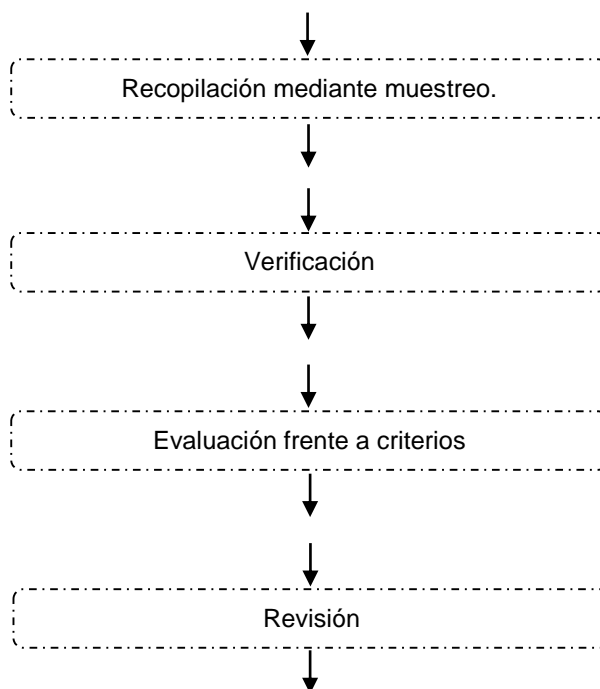 Recopilación mediante muestreo.
Verificación
Evaluación frente a criterios
Revisión